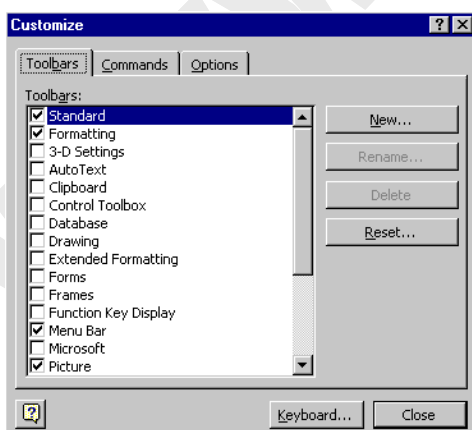 Customize
Toolbars Commands Options
Toolbars:
Standard
Formatting
3-D Settings
AutoText
Clipboard
Control Toolbox
Database
Drawing
Extended Formatting
Forms
Frames
Function Key Display
Menu Bar
Microsoft
Picture
New...
Rename...
Delete
Reset...
Keyboard... Close